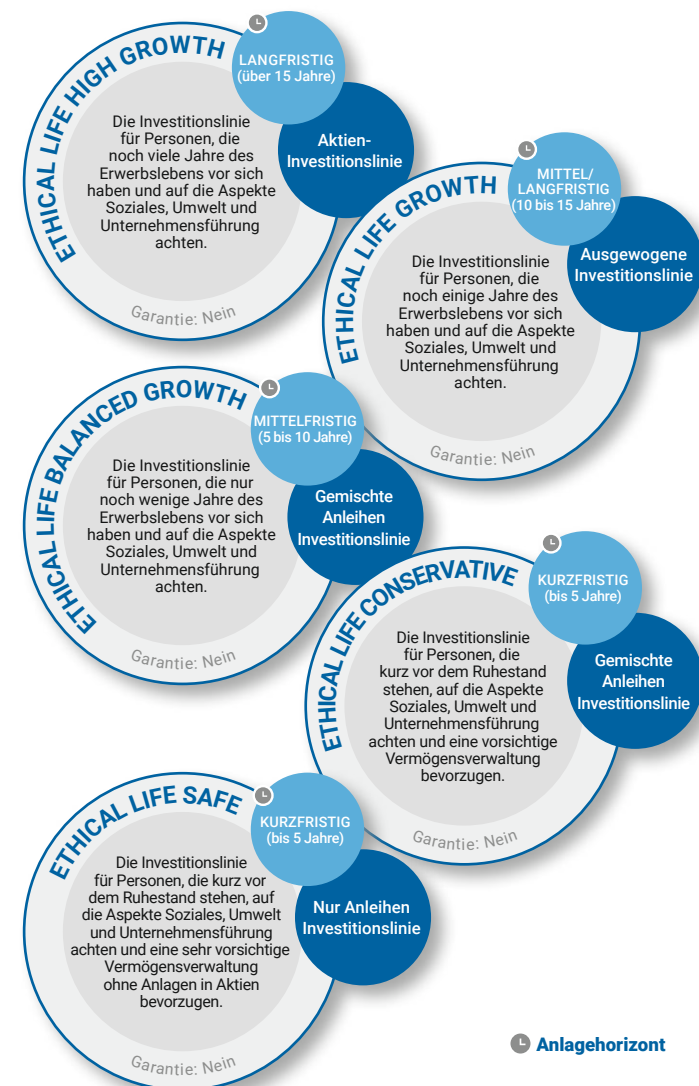 ETHICAL LIFE HIGH GROWTH
LANGFRISTIG
(über 15 Jahre)
Aktien-
Investitionslinie
Die Investitionslinie
für Personen, die
noch viele Jahre des
Erwerbslebens vor sich
haben und auf die Aspekte
Soziales, Umwelt und
Unternehmensführung
achten.
Garantie: Nein
ETHICAL LIFE GROWTH
MITTEL/
LANGFRISTIG
(10 bis 15 Jahre)
Ausgewogene
Investitionslinie
Die Investitionslinie
für Personen, die
noch einige Jahre des
Erwerbslebens vor sich
haben und auf die Aspekte
Soziales, Umwelt und
Unternehmensführung
achten.
Garantie: Nein
ETHICAL LIFE BALANCED GROWTH
MITTELFRISTIG
(5 bis 10 Jahre)
Gemischte
Anleihen
Investitionslinie
Die Investitionslinie
für Personen, die nur
noch wenige Jahre des
Erwerbslebens vor sich
haben und auf die Aspekte
Soziales, Umwelt und
Unternehmensführung
achten.
Garantie: Nein
ETHICAL LIFE CONSERVATIVE
KURZFRISTIG
(bis 5 Jahre)
Gemischte
Anleihen
Investitionslinie
Die Investitionslinie
für Personen, die
kurz vor dem Ruhestand
stehen, auf die Aspekte
Soziales, Umwelt und
Unternehmensführung
achten und eine vorsichtige
Vermögensverwaltung
bevorzugen.
Garantie: Nein
ETHICAL LIFE SAFE
KURZFRISTIG
(bis 5 Jahre)
Nur Anleihen
Investitionslinie
Die Investitionslinie
für Personen, die kurz vor
dem Ruhestand stehen, auf
die Aspekte Soziales, Umwelt
und Unternehmensführung
achten und eine sehr vorsichtige
Vermögensverwaltung
ohne Anlagen in Aktien
bevorzugen.
Garantie: Nein
Anlagehorizont